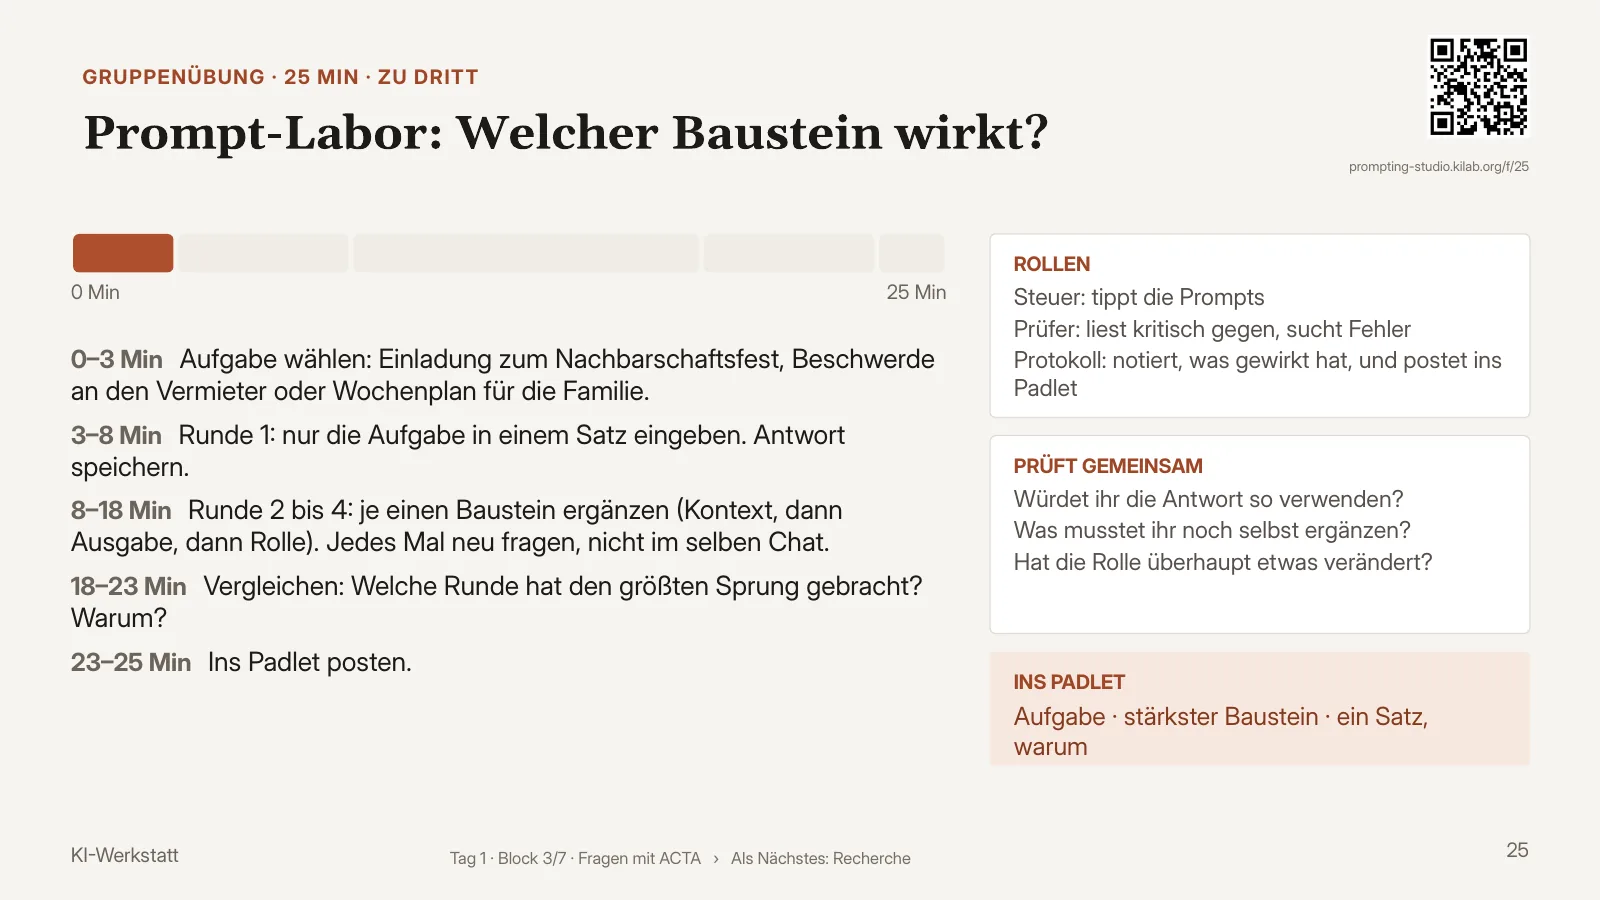 GRUPPENÜBUNG · 25 MIN · ZU DRITT
Prompt-Labor: Welcher Baustein wirkt?
prompting-studio.kilab.org/f/25
0 Min
25 Min
0–3 Min Aufgabe wählen: Einladung zum Nachbarschaftsfest, Beschwerde
an den Vermieter oder Wochenplan für die Familie.
3–8 Min Runde 1: nur die Aufgabe in einem Satz eingeben. Antwort
speichern.
8–18 Min Runde 2 bis 4: je einen Baustein ergänzen (Kontext, dann
Ausgabe, dann Rolle). Jedes Mal neu fragen, nicht im selben Chat.
18–23 Min Vergleichen: Welche Runde hat den größten Sprung gebracht?
Warum?
23–25 Min Ins Padlet posten.
ROLLEN
Steuer: tippt die Prompts
Prüfer: liest kritisch gegen, sucht Fehler
Protokoll: notiert, was gewirkt hat, und postet ins
Padlet
PRÜFT GEMEINSAM
Würdet ihr die Antwort so verwenden?
Was musstet ihr noch selbst ergänzen?
Hat die Rolle überhaupt etwas verändert?
INS PADLET
Aufgabe · stärkster Baustein · ein Satz,
warum
KI-Werkstatt
Tag 1 · Block 3/7 · Fragen mit ACTA › Als Nächstes: Recherche
25